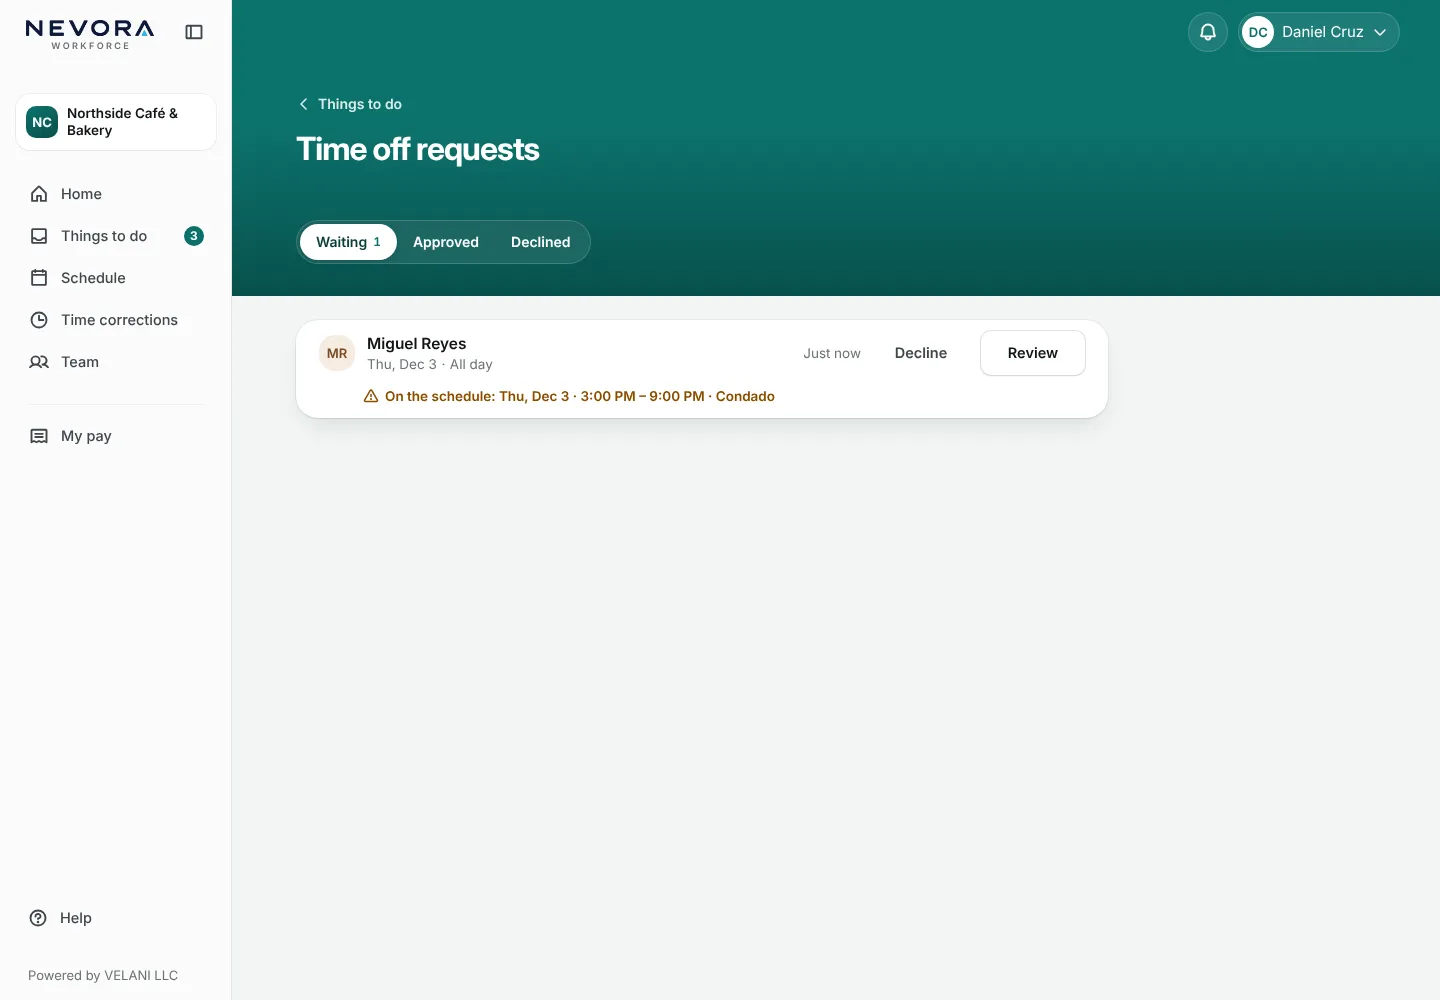 NEVORA
WORKFORCE
NC
Northside Café &
Bakery
Home
Things to do 3
Schedule
Time corrections
Team
My pay
Help
Powered by VELANI LLC
DC Daniel Cruz
Things to do
Time off requests
Waiting 1 Approved Declined
MR
Miguel Reyes
Thu, Dec 3 · All day
Just now Decline Review
On the schedule: Thu, Dec 3 · 3:00 PM – 9:00 PM · Condado